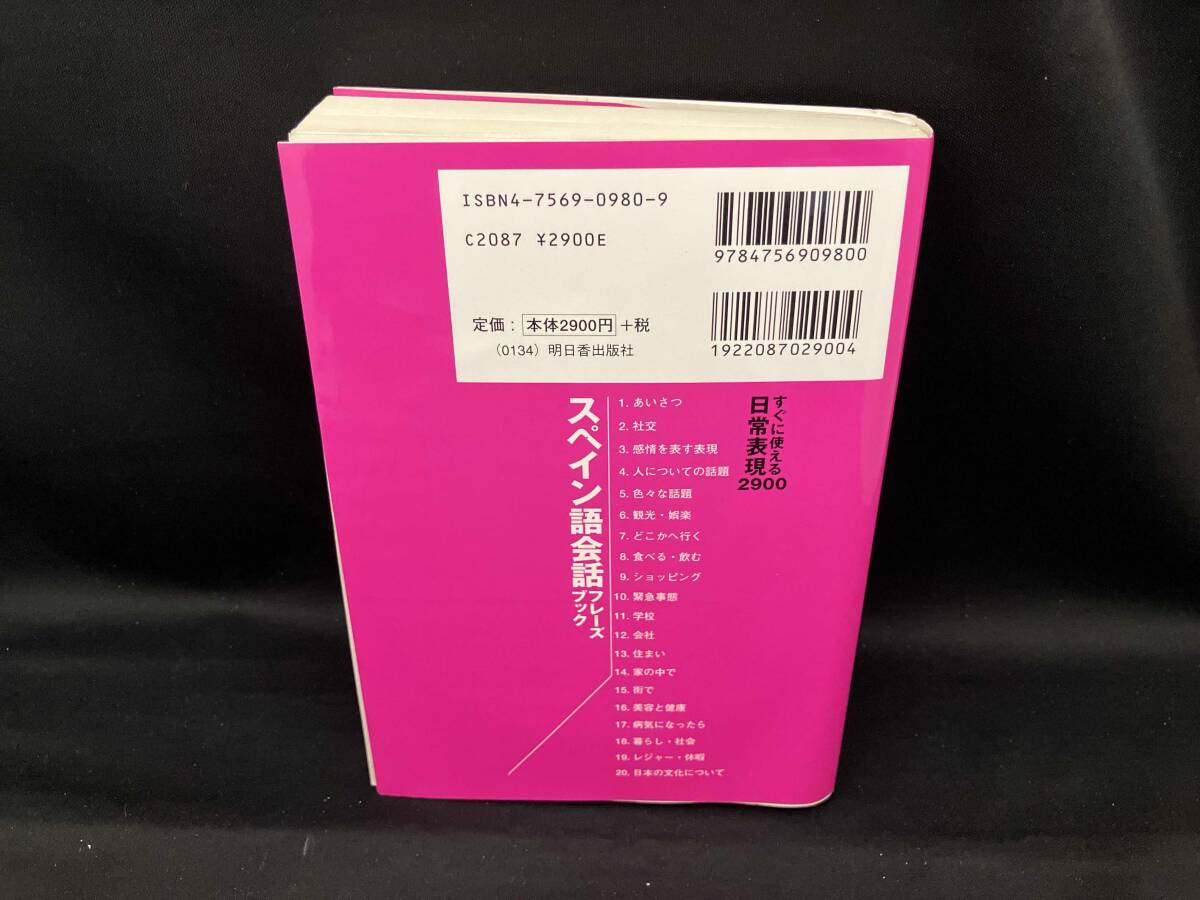 ISBN4-7569-0980-9
C2087 ¥2900E
9784756909800
定価：本体2900円+税
（0134）明日香出版社
1922087029004
すぐに使える
日常表現2900
スペイン語会話フレーズブック
1. あいさつ
2. 社交
3. 感情を表す表現
4. 人についての話題
5. 色々な話題
6. 観光・娯楽
7. どこかへ行く
8. 食べる・飲む
9. ショッピング
10. 緊急事態
11. 学校
12. 会社
13. 住まい
14. 家の中で
15. 街で
16. 美容と健康
17. 病気になったら
18. 暮らし・社会
19. レジャー・休暇
20. 日本の文化について